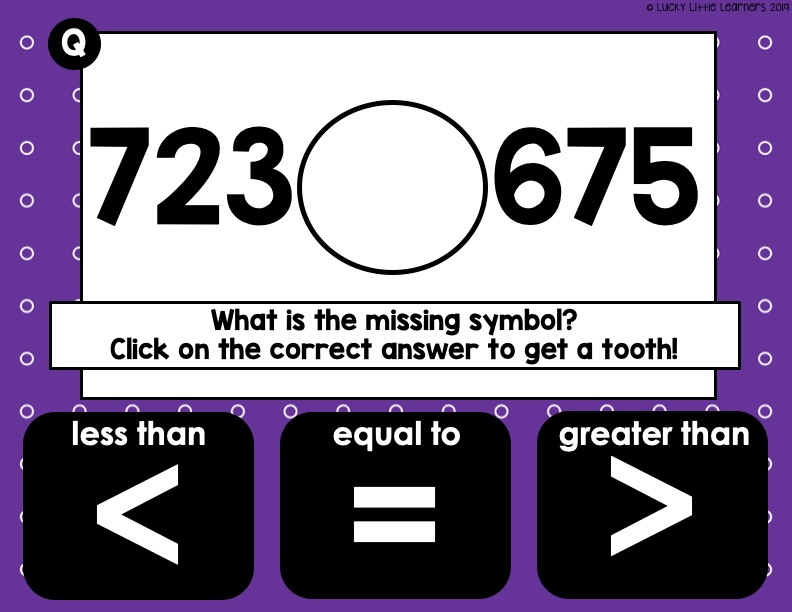 © Lucky Little Learners 2019
Q
723 675
What is the missing symbol?
Click on the correct answer to get a tooth!
less than equal to greater than
< = >